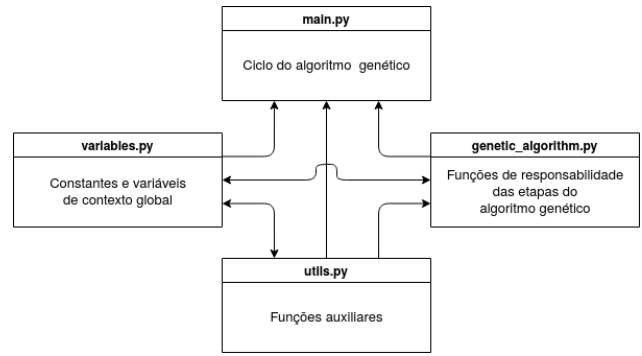 main.py
Ciclo do algoritmo genético
variables.py
Constantes e variáveis
de contexto global
genetic_algorithm.py
Funções de responsabilidade
das etapas do
algoritmo genético
utils.py
Funções auxiliares